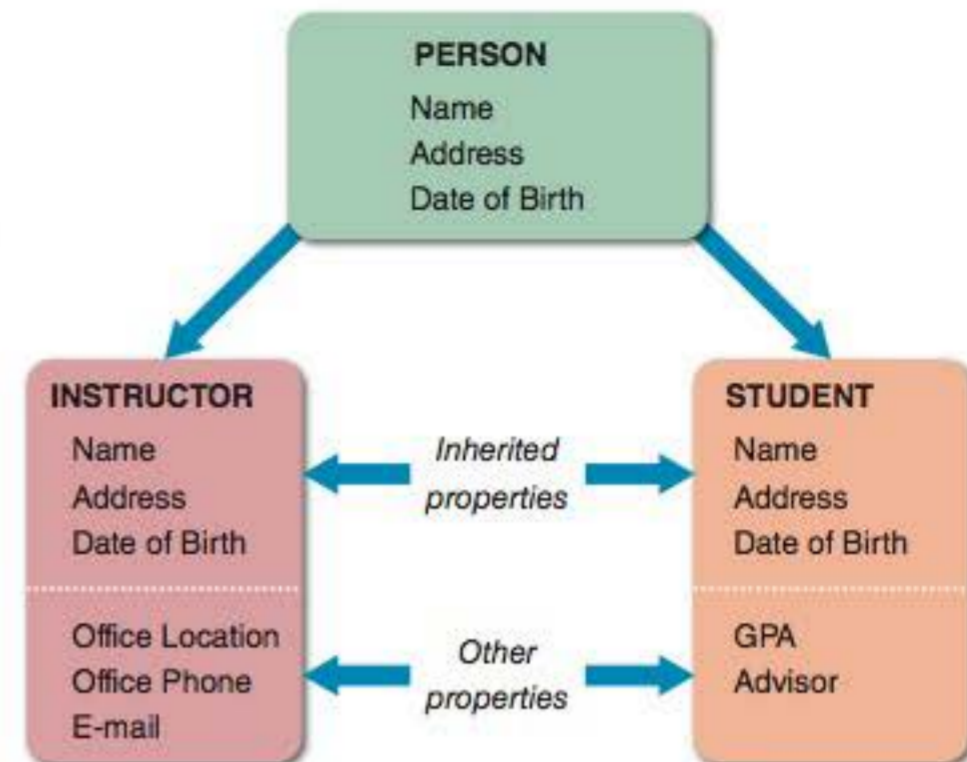 PERSON
Name
Address
Date of Birth
INSTRUCTOR
Name
Address
Date of Birth
Office Location
Office Phone
E-mail
Inherited
properties
Other
properties
STUDENT
Name
Address
Date of Birth
GPA
Advisor